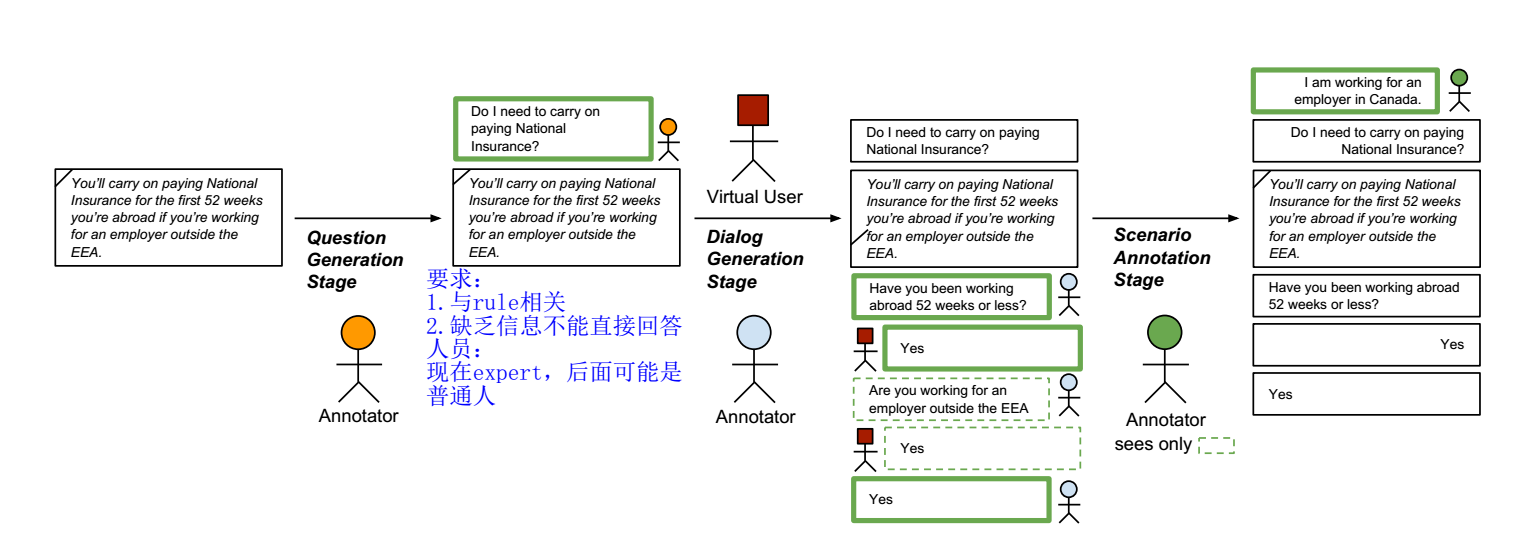 You'll carry on paying National
Insurance for the first 52 weeks
you're abroad if you're working
for an employer outside the
EEA.
Question
Generation
Stage
Annotator
Do I need to carry on
paying National
Insurance?
You'll carry on paying National
Insurance for the first 52 weeks
you're abroad if you're working
for an employer outside the
EEA.
要求：
1.与rule相关
2.缺乏信息不能直接回答
人员：
现在expert，后面可能是
普通人
Virtual User
Dialog
Generation
Stage
Annotator
Do I need to carry on paying
National Insurance?
You'll carry on paying National
Insurance for the first 52 weeks
you're abroad if you're working
for an employer outside the
EEA.
Have you been working
abroad 52 weeks or less?
Yes
Are you working for an
employer outside the EEA
Yes
Yes
Scenario
Annotation
Stage
Annotator
sees only
I am working for an
employer in Canada.
Do I need to carry on paying
National Insurance?
You'll carry on paying National
Insurance for the first 52 weeks
you're abroad if you're working
for an employer outside the
EEA.
Have you been working abroad
52 weeks or less?
Yes
Yes